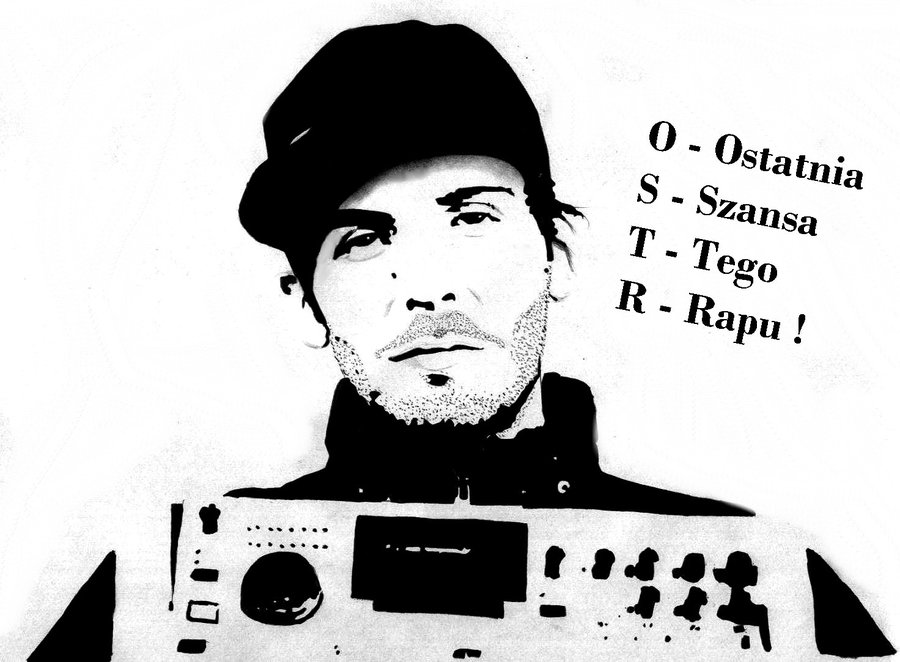 O - Ostatnia
S - Szansa
T - Tego
R - Rapu !